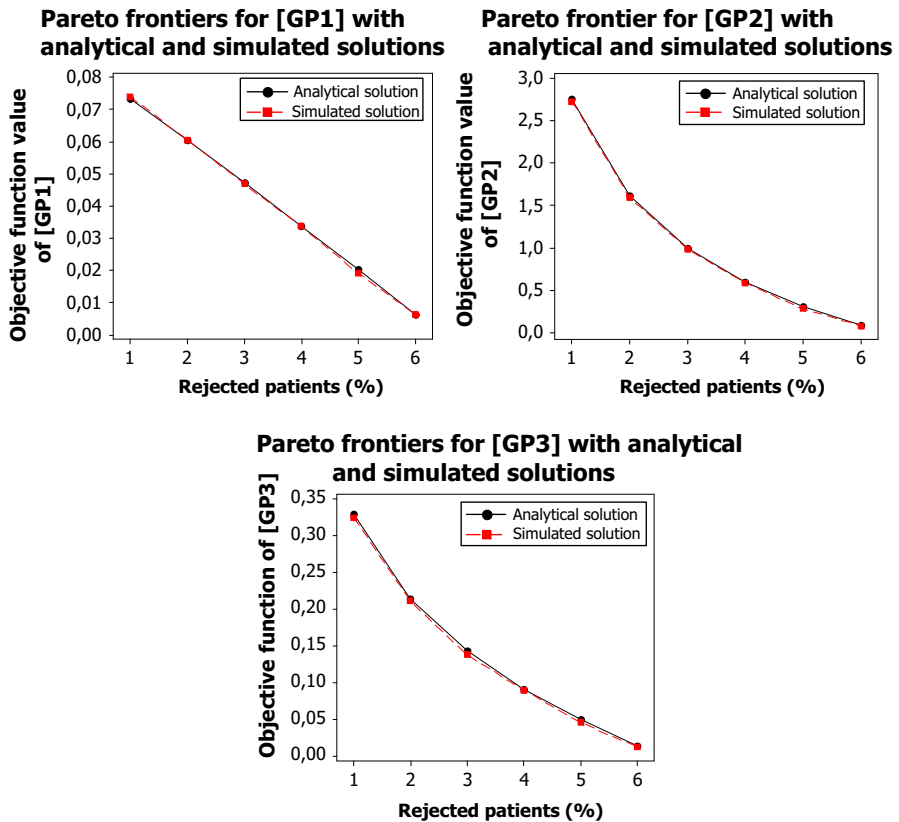 Pareto frontiers for [GP1] with
analytical and simulated solutions
Objective function value
of [GP1]
0,08
0,07
0,06
0,05
0,04
0,03
0,02
0,01
0,00
Analytical solution
Simulated solution
1 2 3 4 5 6
Rejected patients (%)
Pareto frontier for [GP2] with
analytical and simulated solutions
Objective function value
of [GP2]
3,0
2,5
2,0
1,5
1,0
0,5
0,0
Analytical solution
Simulated solution
1 2 3 4 5 6
Rejected patients (%)
Pareto frontiers for [GP3] with analytical
and simulated solutions
Objective function of [GP3]
0,35
0,30
0,25
0,20
0,15
0,10
0,05
0,00
Analytical solution
Simulated solution
1 2 3 4 5 6
Rejected patients (%)